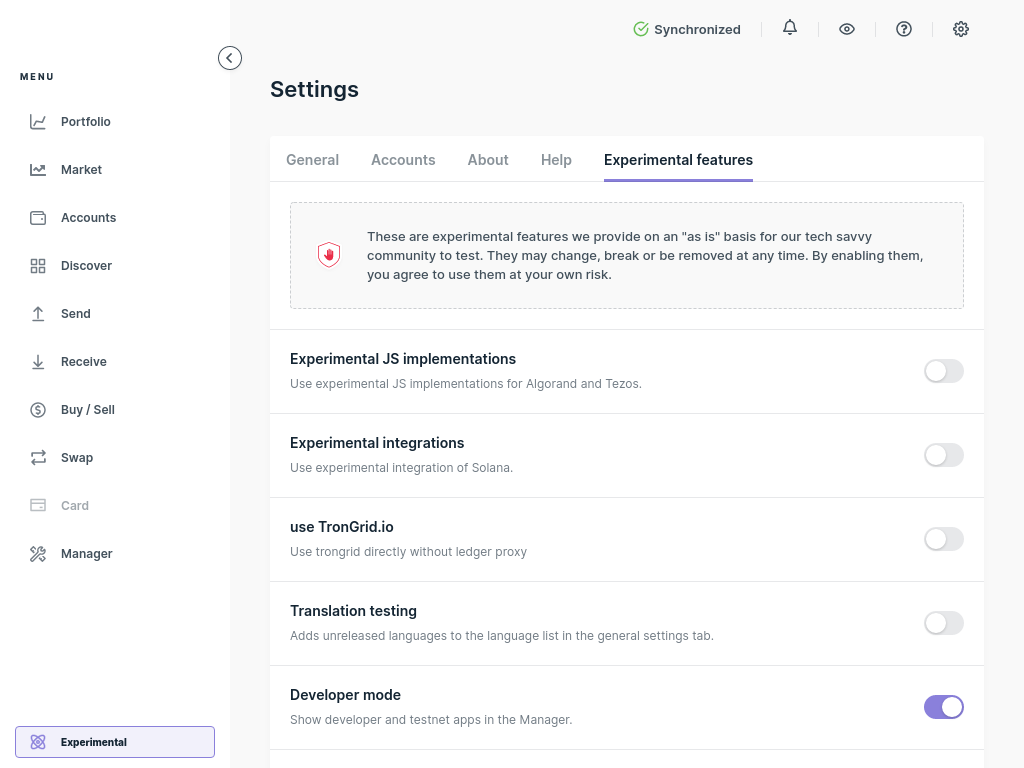 Synchronized
MENU
Portfolio
Market
Accounts
Discover
Send
Receive
Buy / Sell
Swap
Card
Manager
Experimental
Settings
General Accounts About Help Experimental features
These are experimental features we provide on an "as is" basis for our tech savvy
community to test. They may change, break or be removed at any time. By enabling them,
you agree to use them at your own risk.
Experimental JS implementations
Use experimental JS implementations for Algorand and Tezos.
Experimental integrations
Use experimental integration of Solana.
use TronGrid.io
Use trongrid directly without ledger proxy
Translation testing
Adds unreleased languages to the language list in the general settings tab.
Developer mode
Show developer and testnet apps in the Manager.